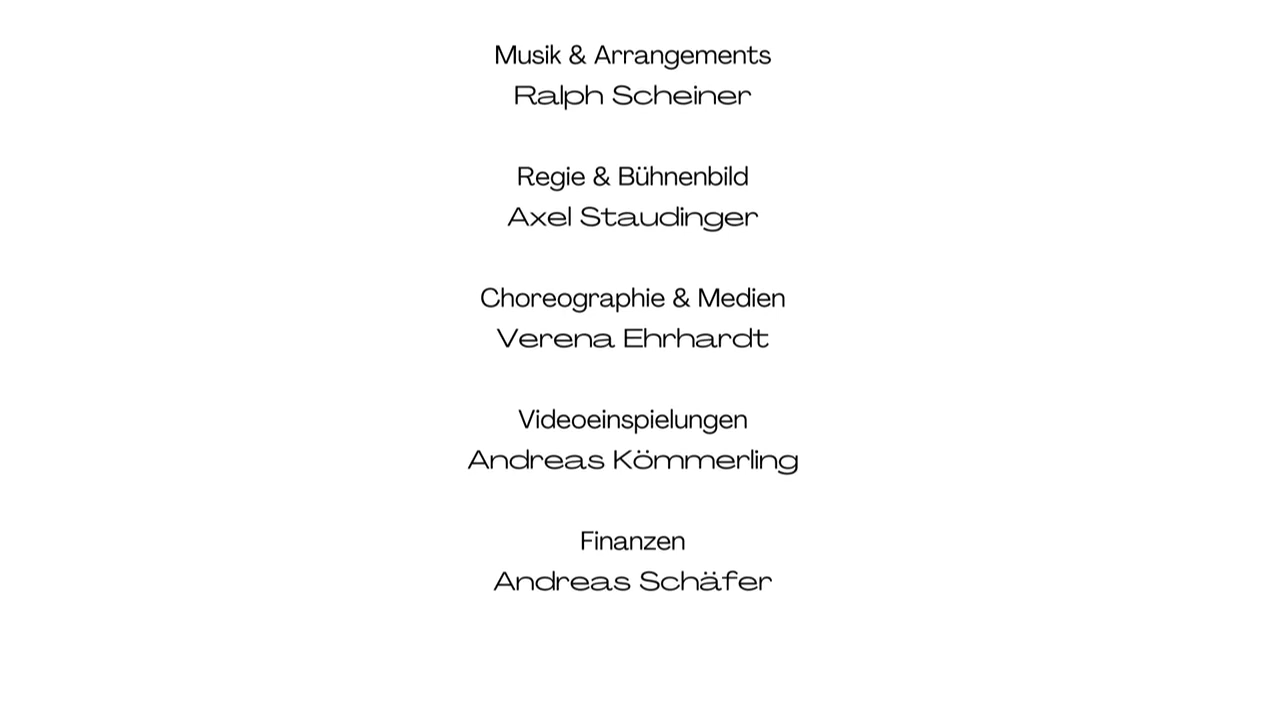 Musik & Arrangements
Ralph Scheiner
Regie & Bühnenbild
Axel Staudinger
Choreographie & Medien
Verena Ehrhardt
Videoeinspielungen
Andreas Kömmerling
Finanzen
Andreas Schäfer